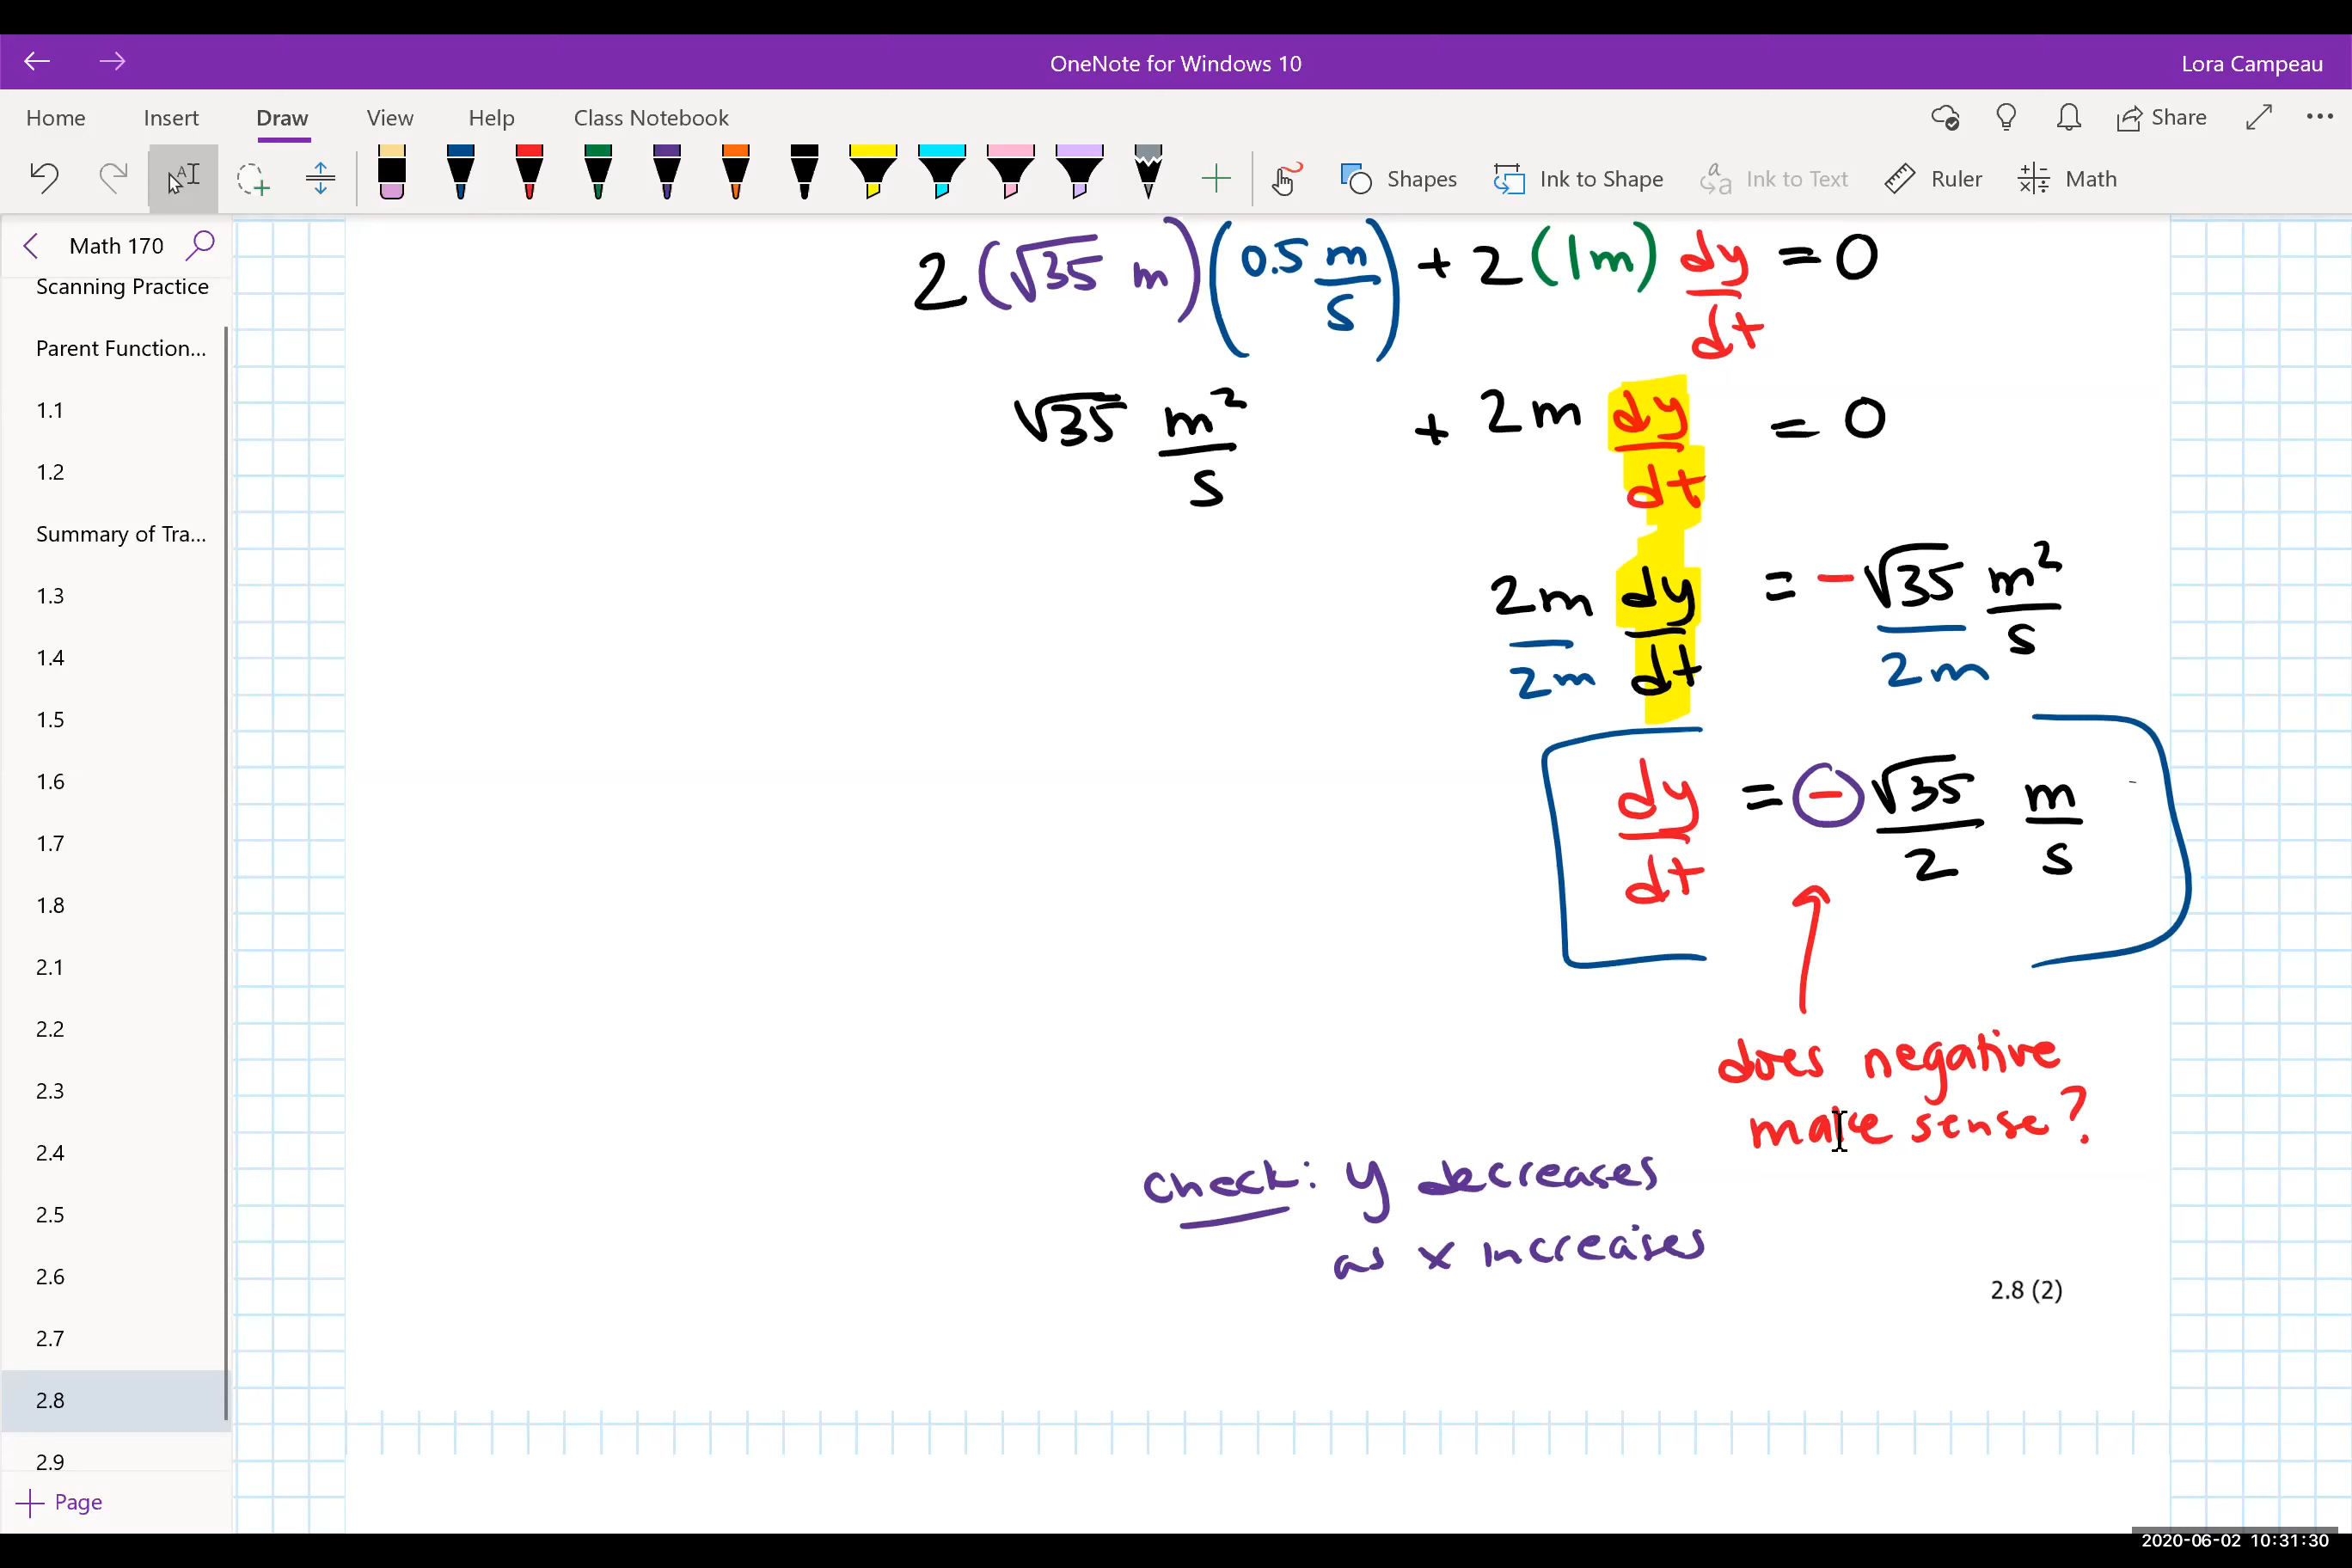 OneNote for Windows 10
Lora Campeau
Home Insert Draw View Help Class Notebook Share
Shapes Ink to Shape Ink to Text Ruler Math
Math 170
Scanning Practice
Parent Function...
1.1
1.2
Summary of Tra...
1.3
1.4
1.5
1.6
1.7
1.8
2.1
2.2
2.3
2.4
2.5
2.6
2.7
2.8
2.9
Page
2 (√35 m) (0.5 m/s) + 2 (1m) dy/dt = 0
√35 m²/s + 2m dy/dt = 0
2m/2m dy/dt = -√35/2m m²/s
dy/dt = -√35/2 m/s
does negative
make sense?
check: y decreases
as x increases
2.8 (2)
2020-06-02 10:31:30